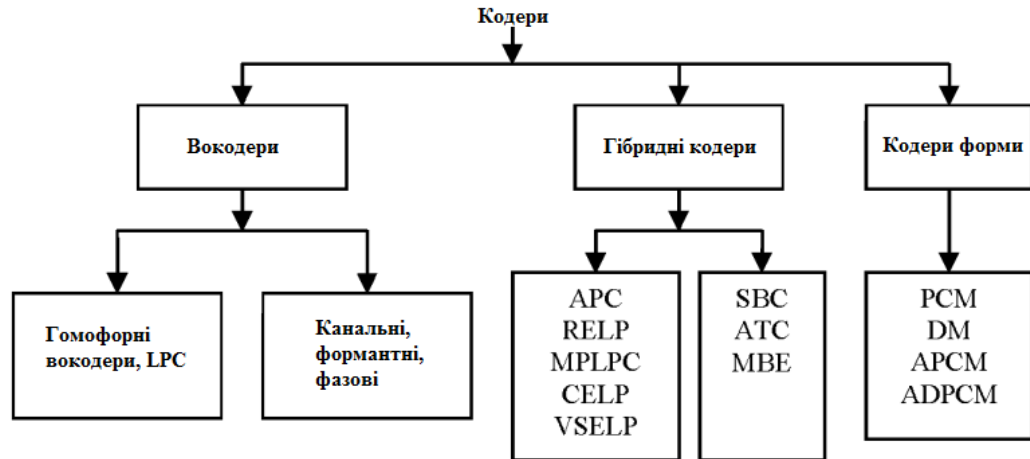 Кодери
Вокодери
Гібридні кодери
Кодери форми
Гомофорні
вокодери, LPC
Канальні,
формантні,
фазові
APC
RELP
MPLPC
CELP
VSELP
SBC
ATC
MBE
PCM
DM
APCM
ADPCM